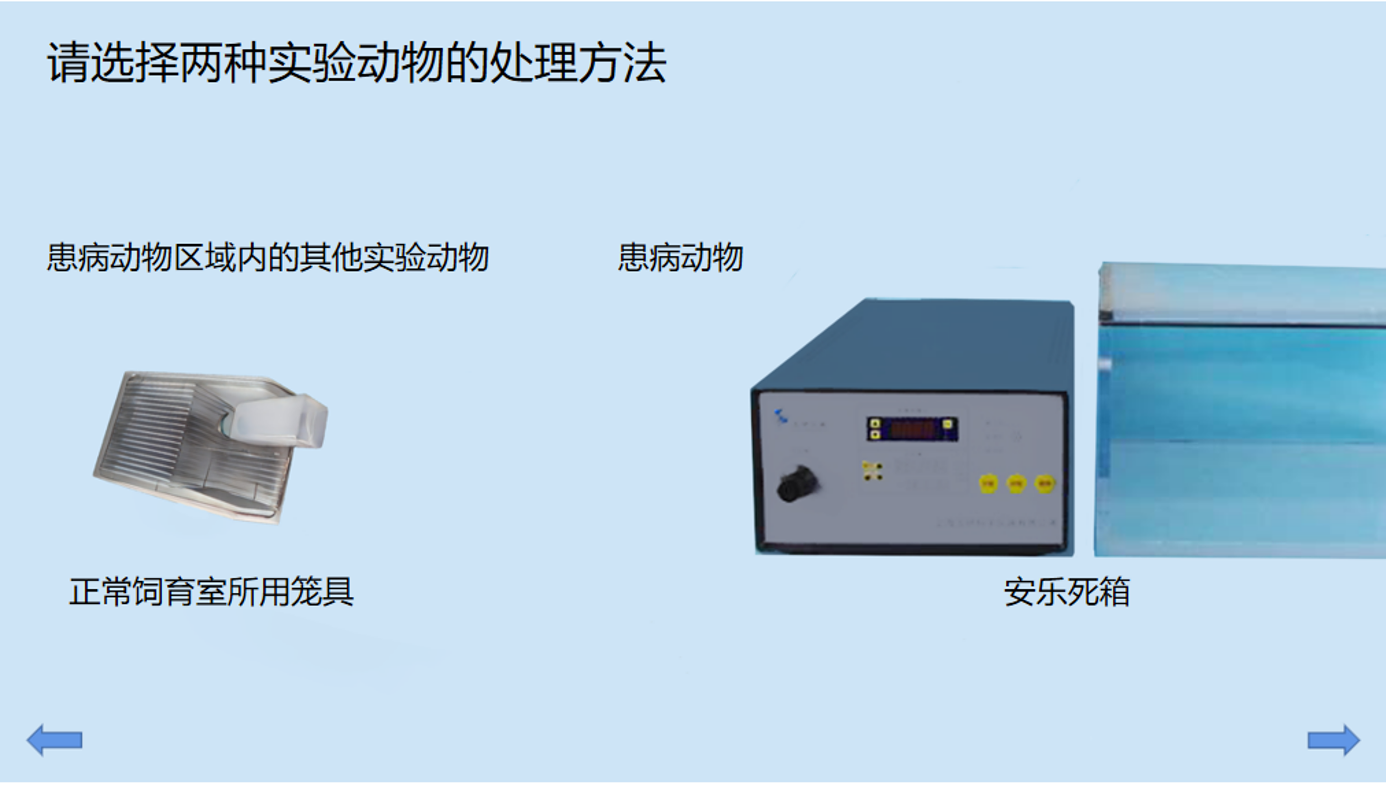 请选择两种实验动物的处理方法
患病动物区域内的其他实验动物
患病动物
正常饲育室所用笼具
安乐死箱